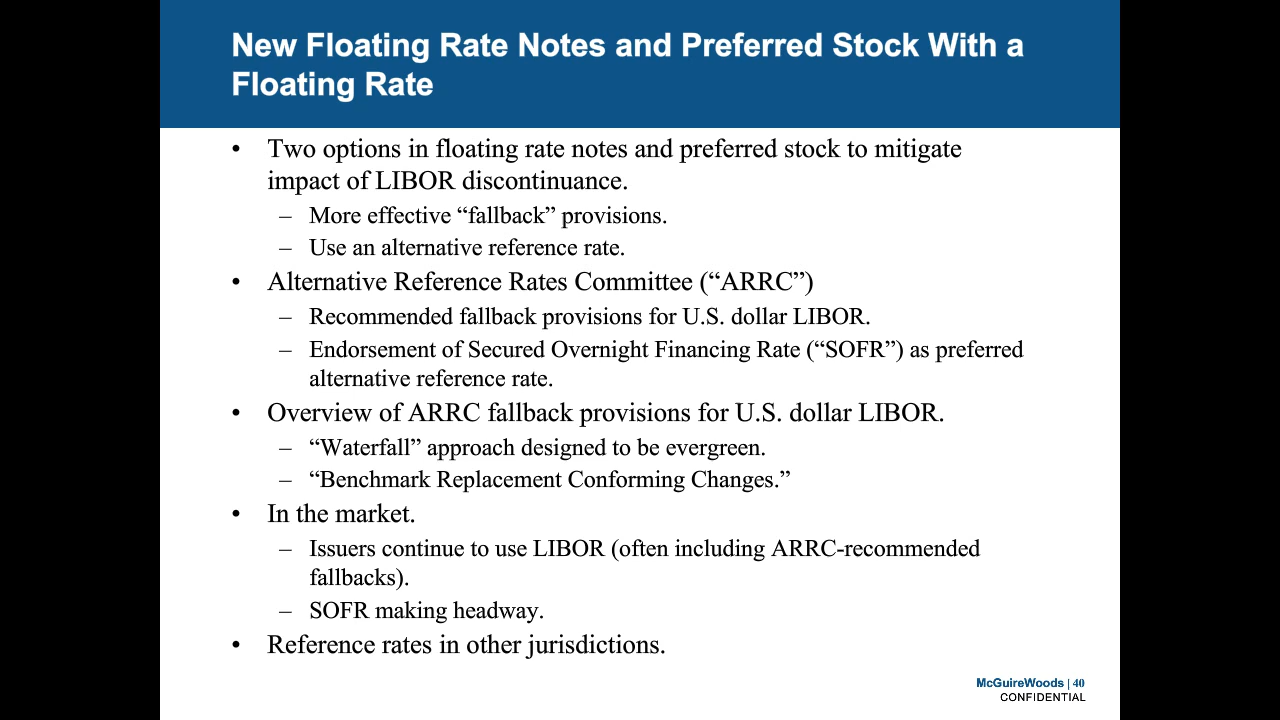 New Floating Rate Notes and Preferred Stock With a
Floating Rate
• Two options in floating rate notes and preferred stock to mitigate
impact of LIBOR discontinuance.
– More effective “fallback” provisions.
– Use an alternative reference rate.
• Alternative Reference Rates Committee (“ARRC”)
– Recommended fallback provisions for U.S. dollar LIBOR.
– Endorsement of Secured Overnight Financing Rate (“SOFR”) as preferred
alternative reference rate.
• Overview of ARRC fallback provisions for U.S. dollar LIBOR.
– “Waterfall” approach designed to be evergreen.
– “Benchmark Replacement Conforming Changes.”
• In the market.
– Issuers continue to use LIBOR (often including ARRC-recommended
fallbacks).
– SOFR making headway.
• Reference rates in other jurisdictions.
McGuireWoods | 40
CONFIDENTIAL